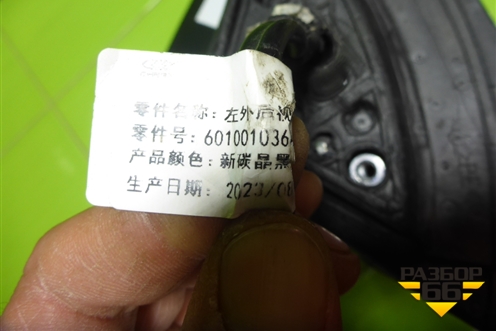 零件名称：左外后视
零件号：601001036
产品颜色：新碳晶黑
生产日期：2023/08
РАЗБОР
66